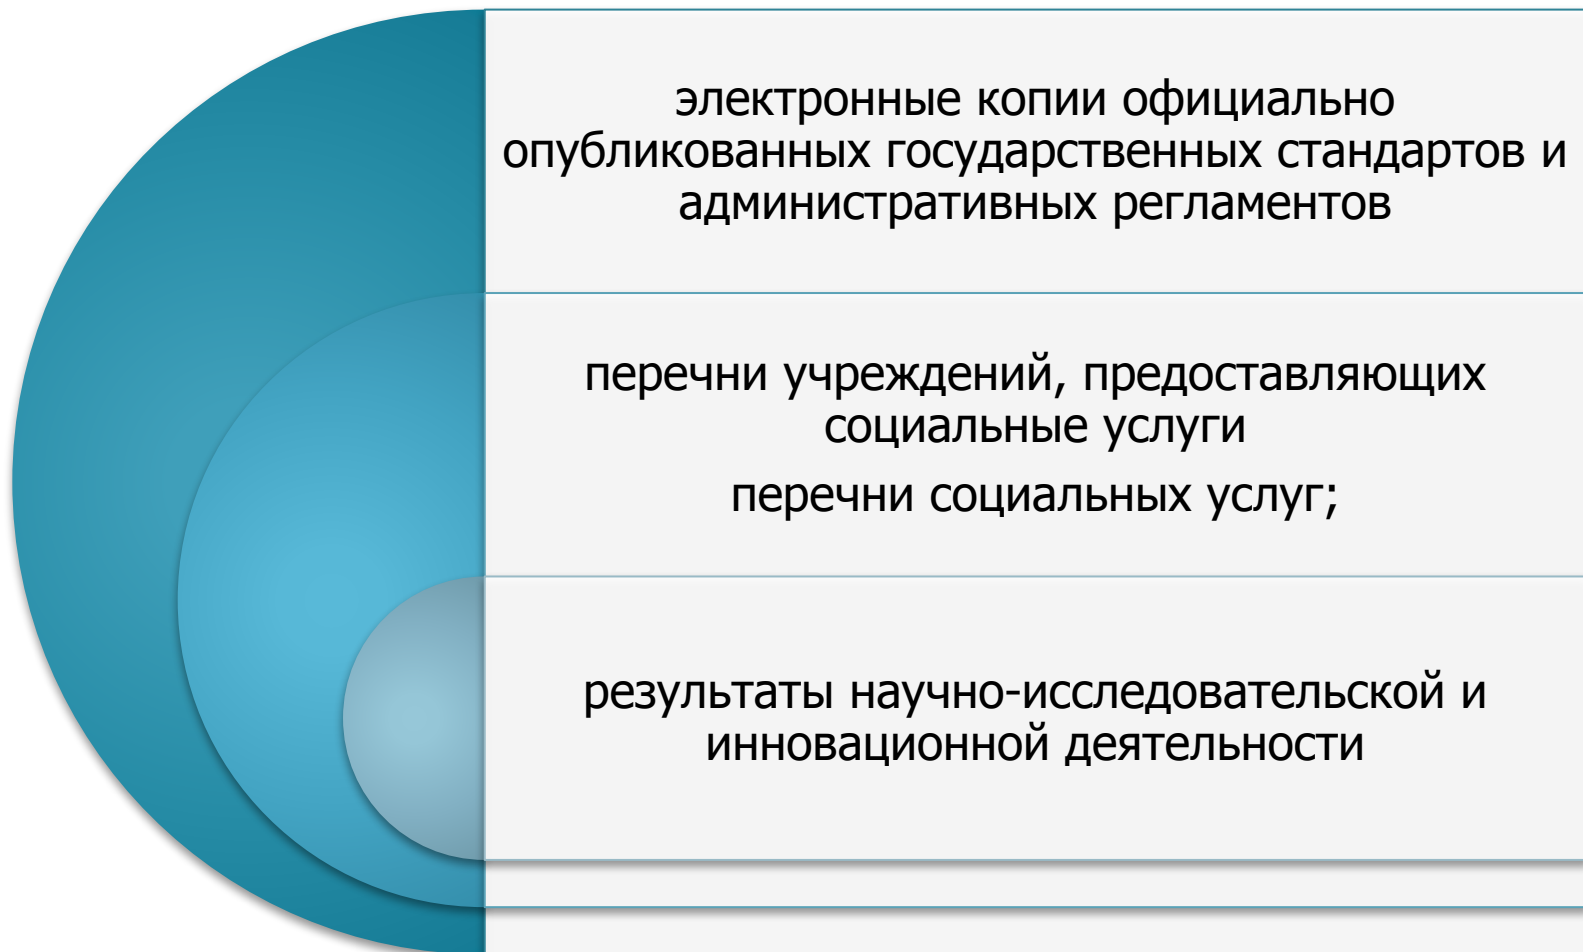 электронные копии официально
опубликованных государственных стандартов и
административных регламентов
перечни учреждений, предоставляющих
социальные услуги
перечни социальных услуг;
результаты научно-исследовательской и
инновационной деятельности